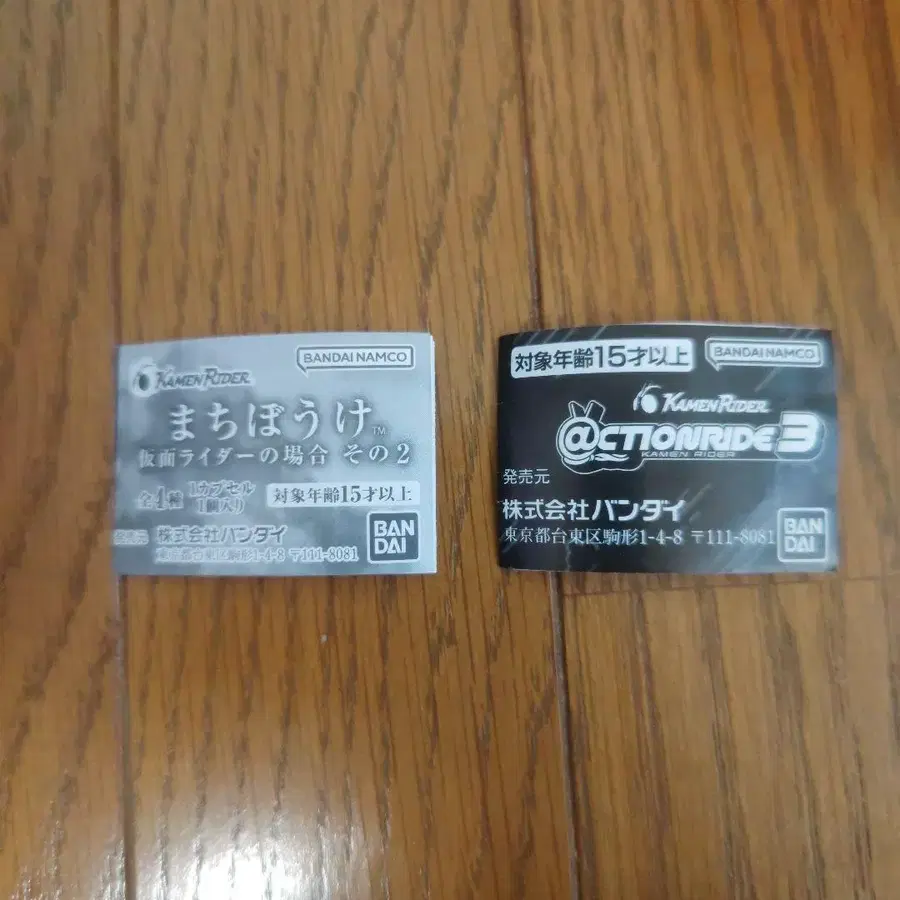 KAMEN RIDER
BANDAI NAMCO
まちぼうけ™
仮面ライダーの場合 その2
全4種 1カプセル1個入り 対象年齢15才以上
発売元 株式会社バンダイ
東京都台東区駒形1-4-8 〒111-8081
BANDAI
対象年齢15才以上
BANDAI NAMCO
KAMEN RIDER
@CTIONRIDE 3
KAMEN RIDER
発売元
株式会社バンダイ
東京都台東区駒形1-4-8 〒111-8081
BANDAI